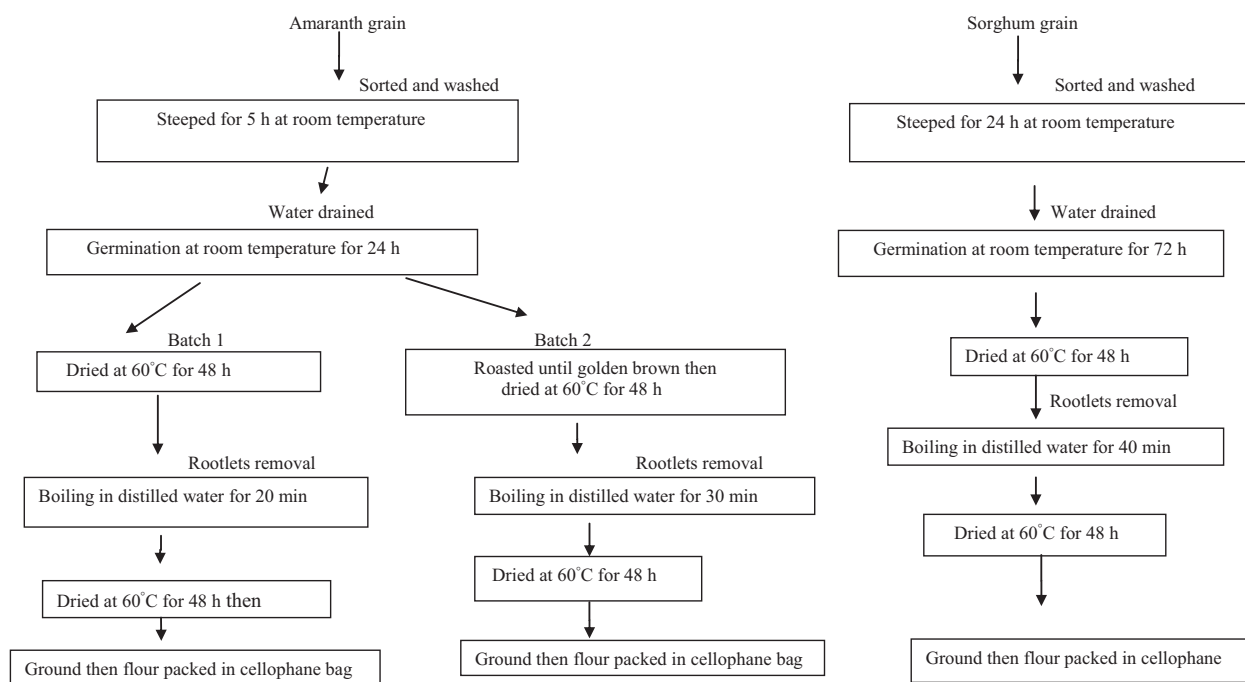 Amaranth grain
Sorted and washed
Steeped for 5 h at room temperature
Water drained
Germination at room temperature for 24 h
Batch 1
Dried at 60°C for 48 h
Rootlets removal
Boiling in distilled water for 20 min
Dried at 60°C for 48 h then
Ground then flour packed in cellophane bag
Batch 2
Roasted until golden brown then
dried at 60°C for 48 h
Rootlets removal
Boiling in distilled water for 30 min
Dried at 60°C for 48 h
Ground then flour packed in cellophane bag
Sorghum grain
Sorted and washed
Steeped for 24 h at room temperature
Water drained
Germination at room temperature for 72 h
Dried at 60°C for 48 h
Rootlets removal
Boiling in distilled water for 40 min
Dried at 60°C for 48 h
Ground then flour packed in cellophane